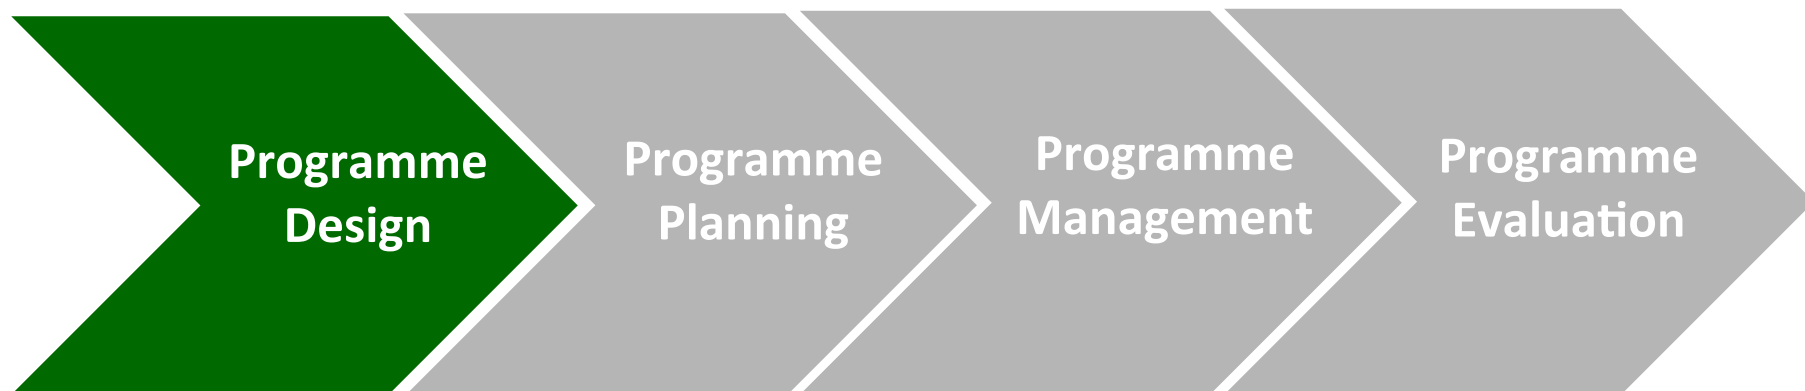 Programme
Design
Programme
Planning
Programme
Management
Programme
Evaluation